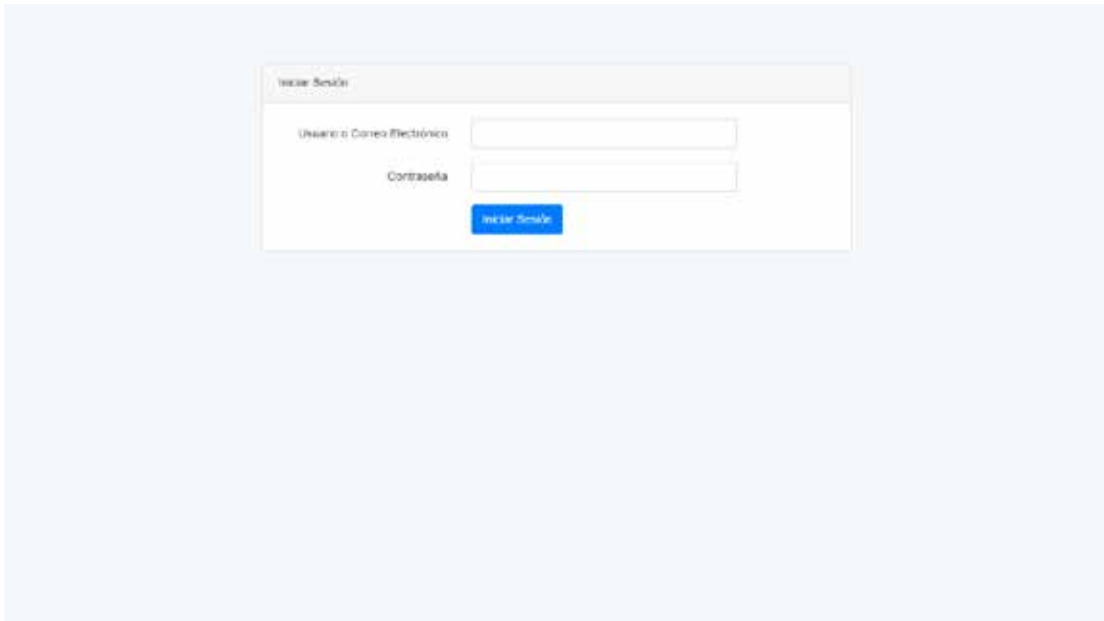 Iniciar Sesión
Usuario o Correo Electrónico
Contraseña
Iniciar Sesión